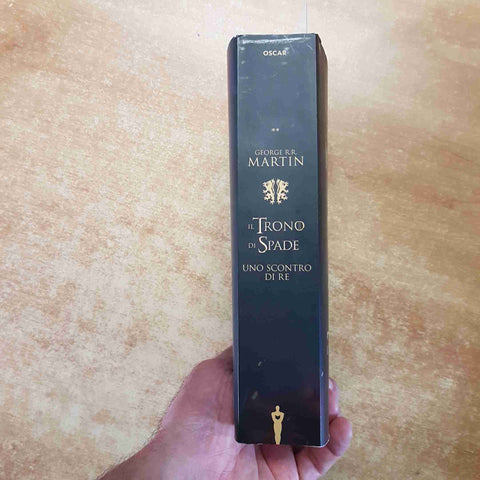 OSCAR
**
GEORGE R.R.
MARTIN
IL TRONO
DI SPADE
UNO SCONTRO
DI RE